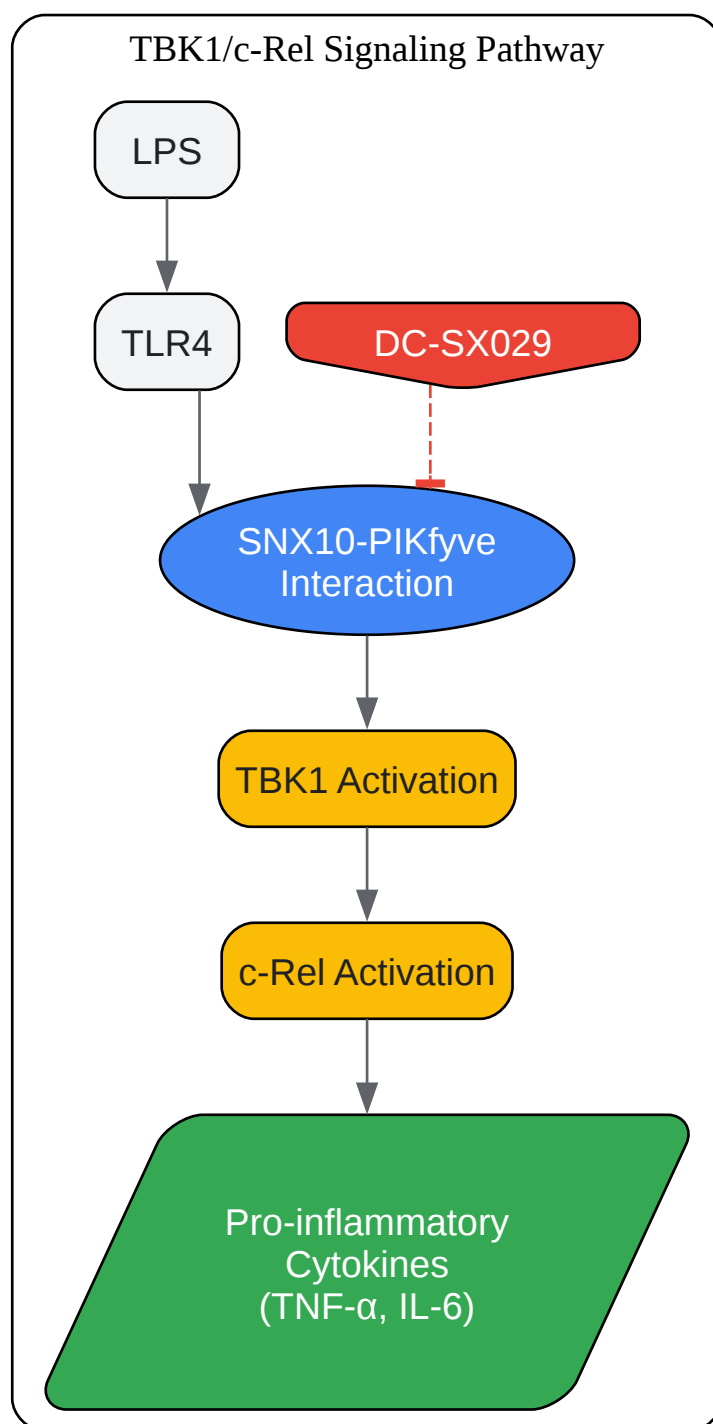 TBK1/c-Rel Signaling Pathway
LPS
TLR4
DC-SX029
SNX10-PIKfyve
Interaction
TBK1 Activation
c-Rel Activation
Pro-inflammatory
Cytokines
(TNF-α, IL-6)